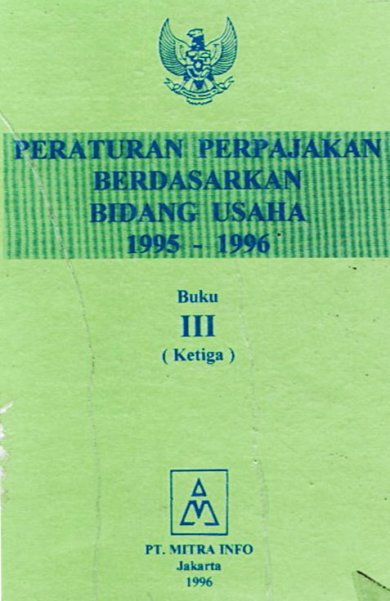 PERATURAN PERPAJAKAN
BERDASARKAN
BIDANG USAHA
1995 - 1996
Buku
III
( Ketiga )
PT. MITRA INFO
Jakarta
1996